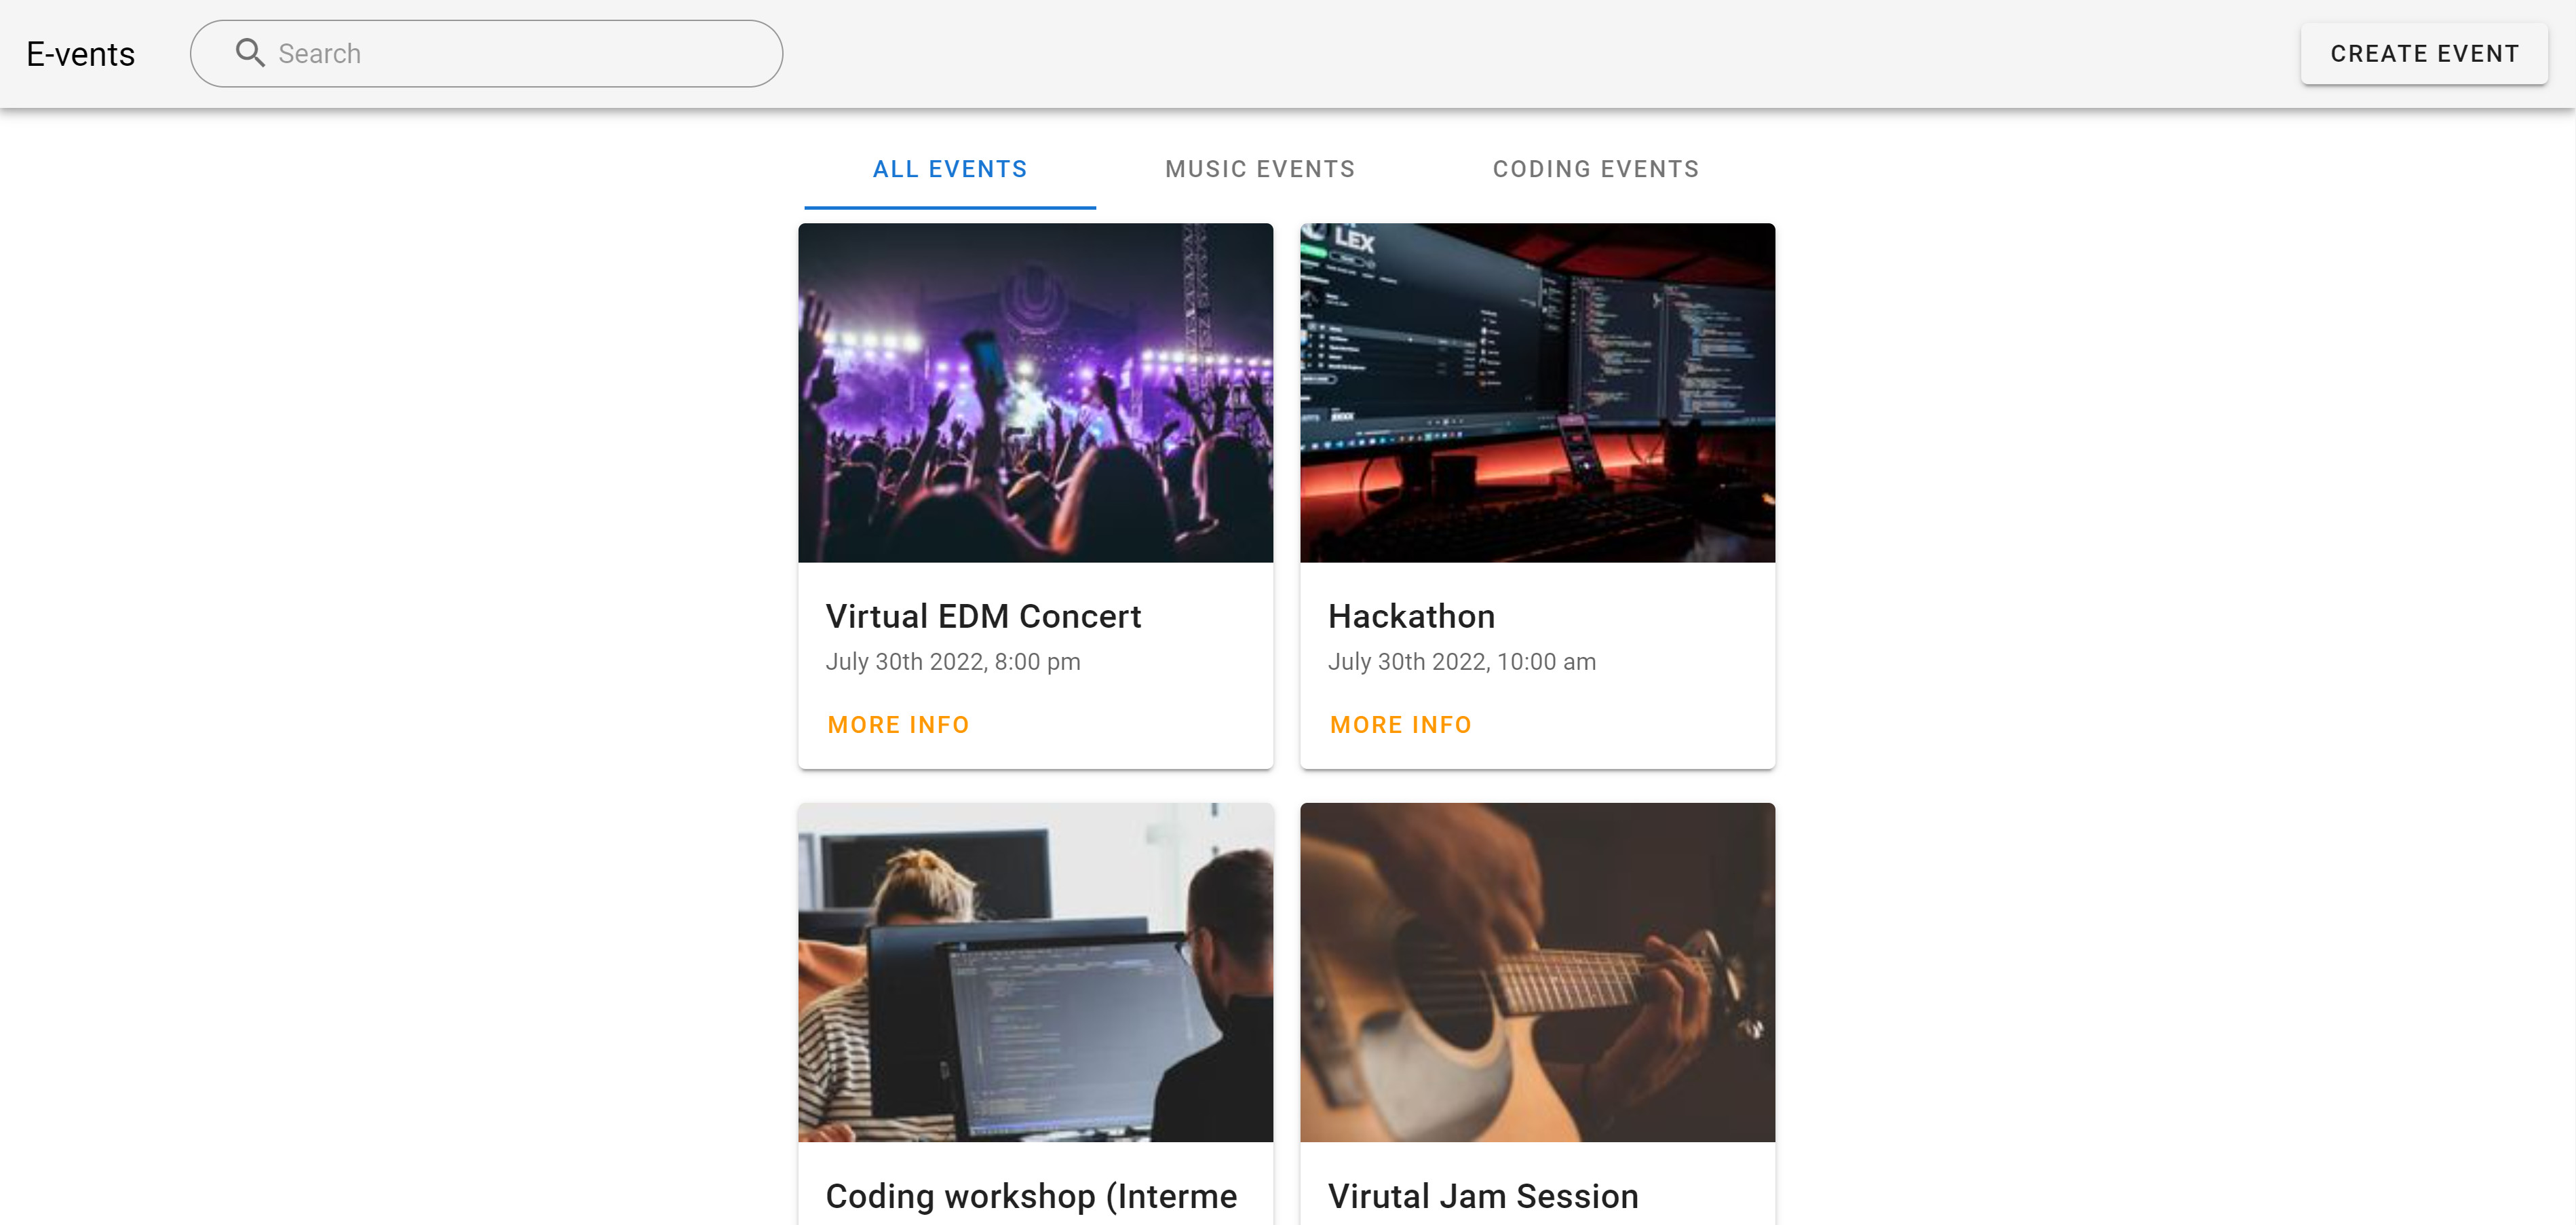 E-vents
Search
CREATE EVENT
ALL EVENTS
MUSIC EVENTS
CODING EVENTS
LEX
Virtual EDM Concert
July 30th 2022, 8:00 pm
MORE INFO
Hackathon
July 30th 2022, 10:00 am
MORE INFO
Coding workshop (Interme
Virutal Jam Session